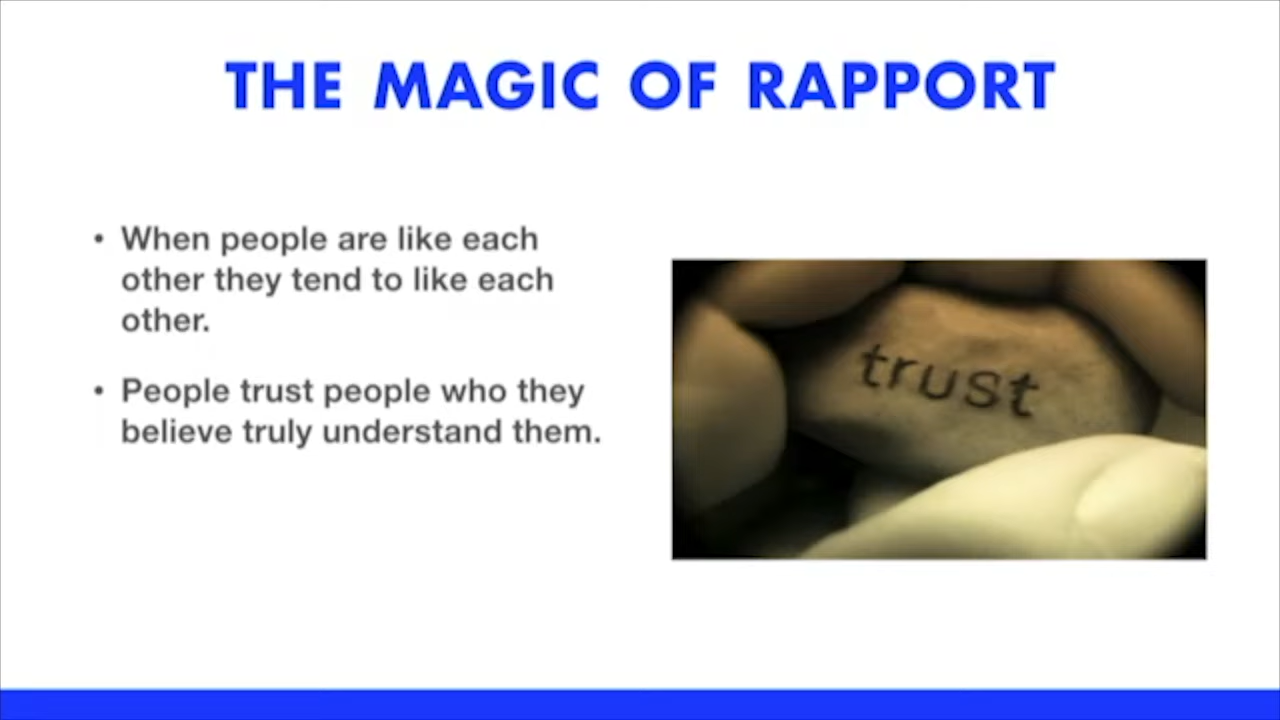 THE MAGIC OF RAPPORT
• When people are like each
other they tend to like each
other.
• People trust people who they
believe truly understand them.
trust